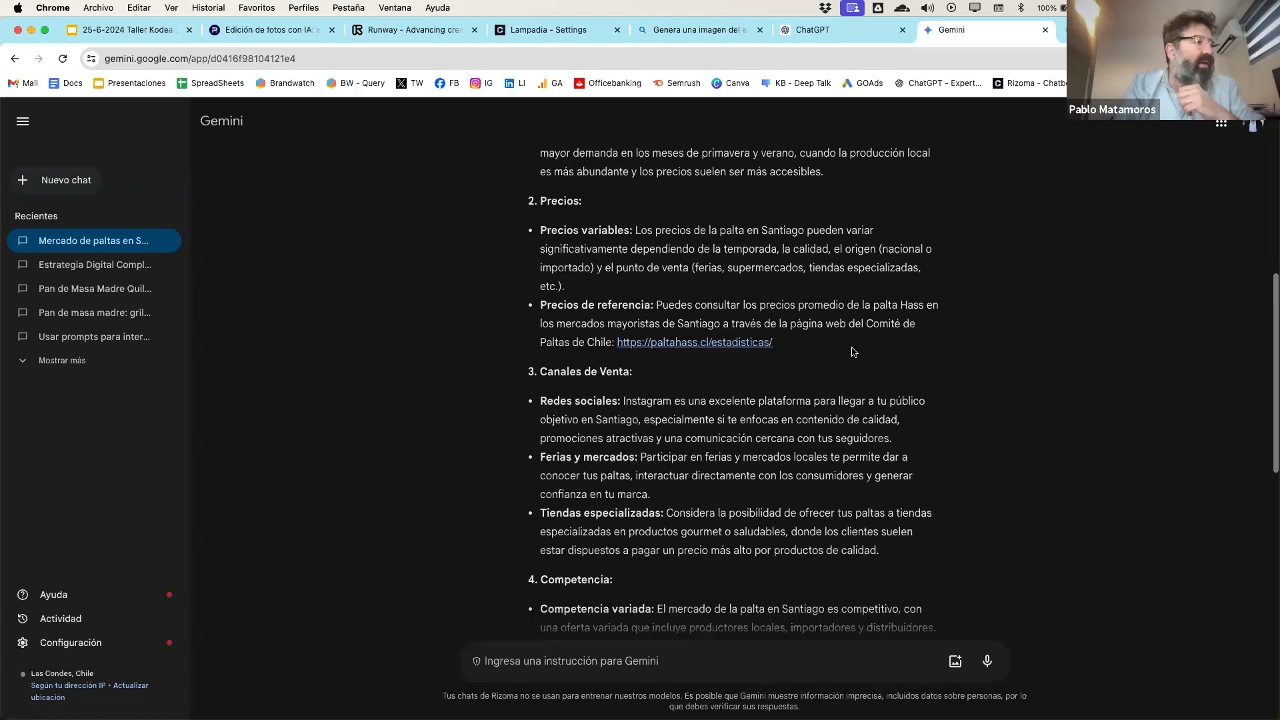 Chrome Archivo Editar Ver Historial Favoritos Perfiles Pestaña Ventana Ayuda 100%
25-6-2024 Taller Kodea
Edición de fotos con IA:
Runway - Advancing cre
Lampadia - Settings
Genera una imagen del e
ChatGPT
Gemini
gemini.google.com/app/d0416f98104121e4
Mail Docs Presentaciones SpreadSheets Brandwatch BW - Query TW FB IG LI GA Officebanking Semrush Canva KB - Deep Talk GOAds ChatGPT - Expert... Rizoma - Chatb
Pablo Matamoros
Gemini
Nuevo chat
Recientes
Mercado de paltas en S...
Estrategia Digital Compl...
Pan de Masa Madre Quil...
Pan de masa madre: gril...
Usar prompts para inter...
Mostrar más
Ayuda
Actividad
Configuración
Las Condes, Chile
Según tu dirección IP • Actualizar
ubicación
mayor demanda en los meses de primavera y verano, cuando la producción local
es más abundante y los precios suelen ser más accesibles.
2. Precios:
• Precios variables: Los precios de la palta en Santiago pueden variar
significativamente dependiendo de la temporada, la calidad, el origen (nacional o
importado) y el punto de venta (ferias, supermercados, tiendas especializadas,
etc.).
• Precios de referencia: Puedes consultar los precios promedio de la palta Hass en
los mercados mayoristas de Santiago a través de la página web del Comité de
Paltas de Chile: https://paltahass.cl/estadisticas/
3. Canales de Venta:
• Redes sociales: Instagram es una excelente plataforma para llegar a tu público
objetivo en Santiago, especialmente si te enfocas en contenido de calidad,
promociones atractivas y una comunicación cercana con tus seguidores.
• Ferias y mercados: Participar en ferias y mercados locales te permite dar a
conocer tus paltas, interactuar directamente con los consumidores y generar
confianza en tu marca.
• Tiendas especializadas: Considera la posibilidad de ofrecer tus paltas a tiendas
especializadas en productos gourmet o saludables, donde los clientes suelen
estar dispuestos a pagar un precio más alto por productos de calidad.
4. Competencia:
• Competencia variada: El mercado de la palta en Santiago es competitivo, con
una oferta variada que incluye productores locales, importadores y distribuidores.
Ingresa una instrucción para Gemini
Tus chats de Rizoma no se usan para entrenar nuestros modelos. Es posible que Gemini muestre información imprecisa, incluidos datos sobre personas, por lo
que debes verificar sus respuestas.